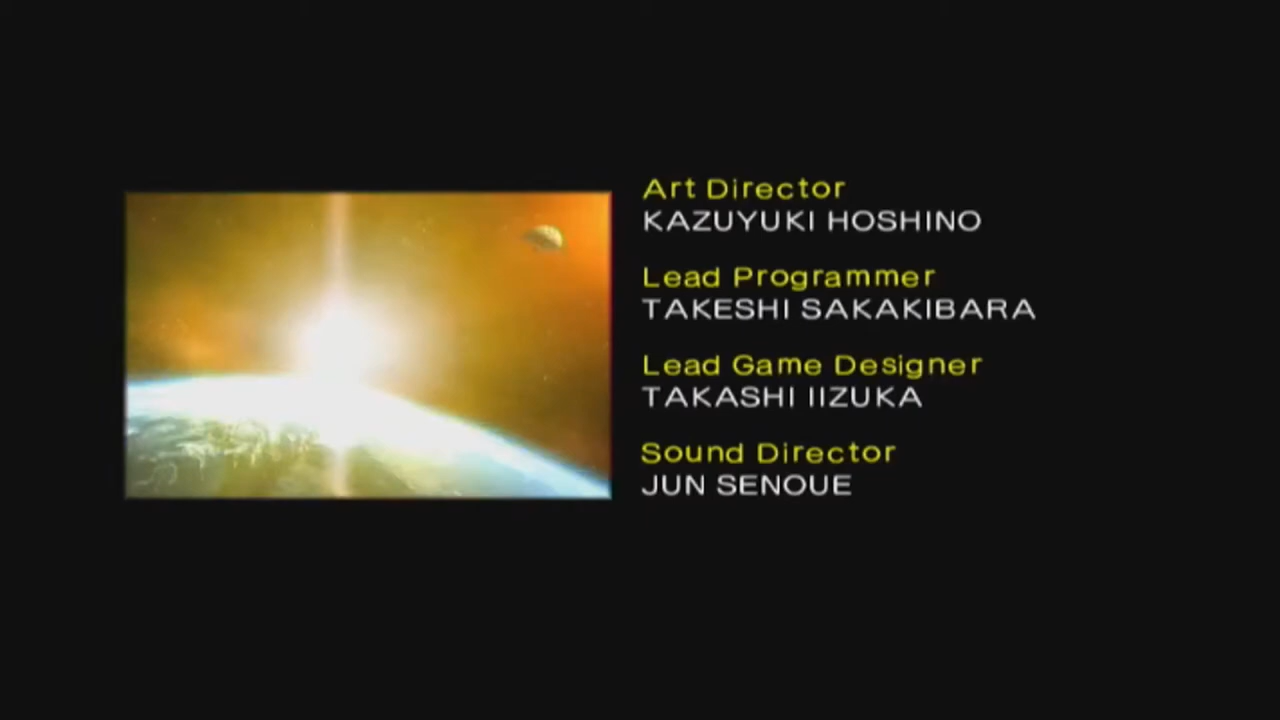 Art Director
KAZUYUKI HOSHINO
Lead Programmer
TAKESHI SAKAKIBARA
Lead Game Designer
TAKASHI IIZUKA
Sound Director
JUN SENOUE